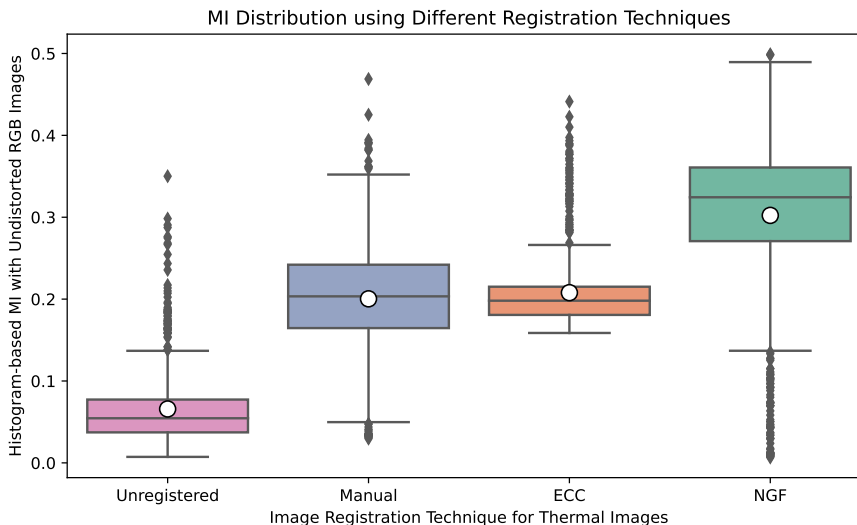 MI Distribution using Different Registration Techniques
Histogram-based MI with Undistorted RGB Images
0.5
0.4
0.3
0.2
0.1
0.0
Unregistered Manual ECC NGF
Image Registration Technique for Thermal Images